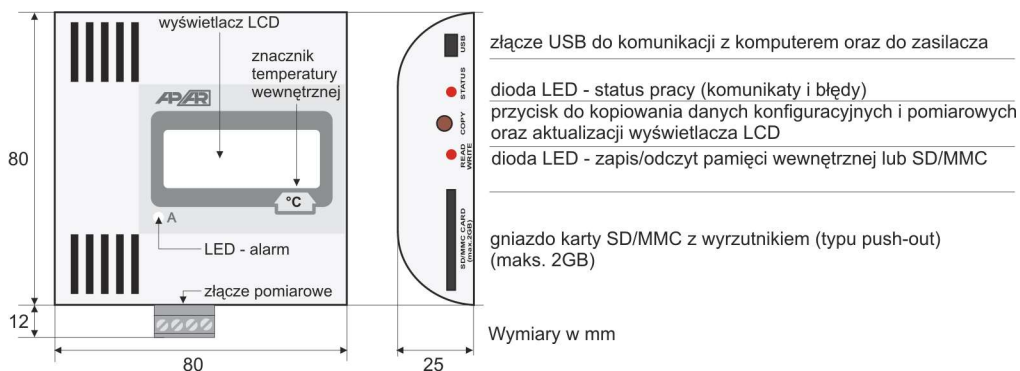 wyświetlacz LCD
znacznik
temperatury
wewnętrznej
APAR
80
°C
A
LED - alarm
złącze pomiarowe
12
80
USB
STATUS
COPY
READ
WRITE
SD/MMC CARD
(max.2GB)
25
złącze USB do komunikacji z komputerem oraz do zasilacza
dioda LED - status pracy (komunikaty i błędy)
przycisk do kopiowania danych konfiguracyjnych i pomiarowych
oraz aktualizacji wyświetlacza LCD
dioda LED - zapis/odczyt pamięci wewnętrznej lub SD/MMC
gniazdo karty SD/MMC z wyrzutnikiem (typu push-out)
(maks. 2GB)
Wymiary w mm